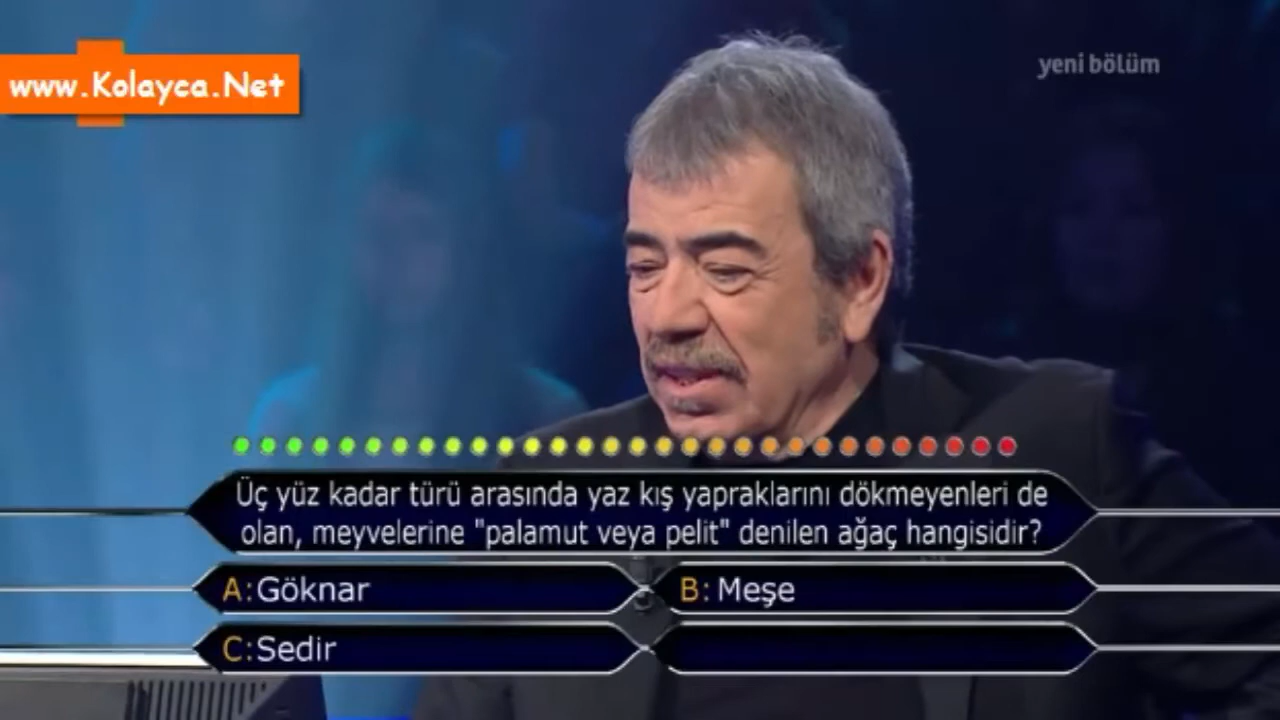 www.Kolayca.Net
yeni bölüm
Üç yüz kadar türü arasında yaz kış yapraklarını dökmeyenleri de
olan, meyvelerine "palamut veya pelit" denilen ağaç hangisidir?
A:Göknar
B: Meşe
C:Sedir